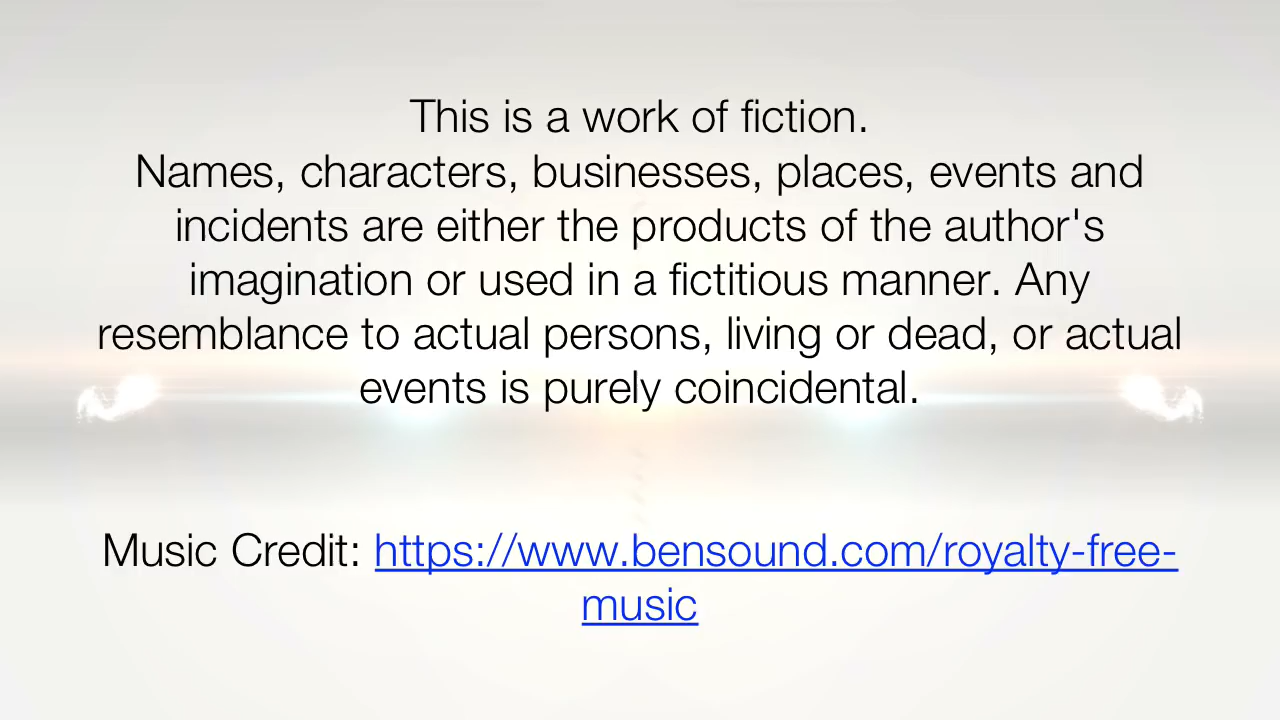 This is a work of fiction.
Names, characters, businesses, places, events and
incidents are either the products of the author's
imagination or used in a fictitious manner. Any
resemblance to actual persons, living or dead, or actual
events is purely coincidental.
Music Credit: https://www.bensound.com/royalty-free-
music